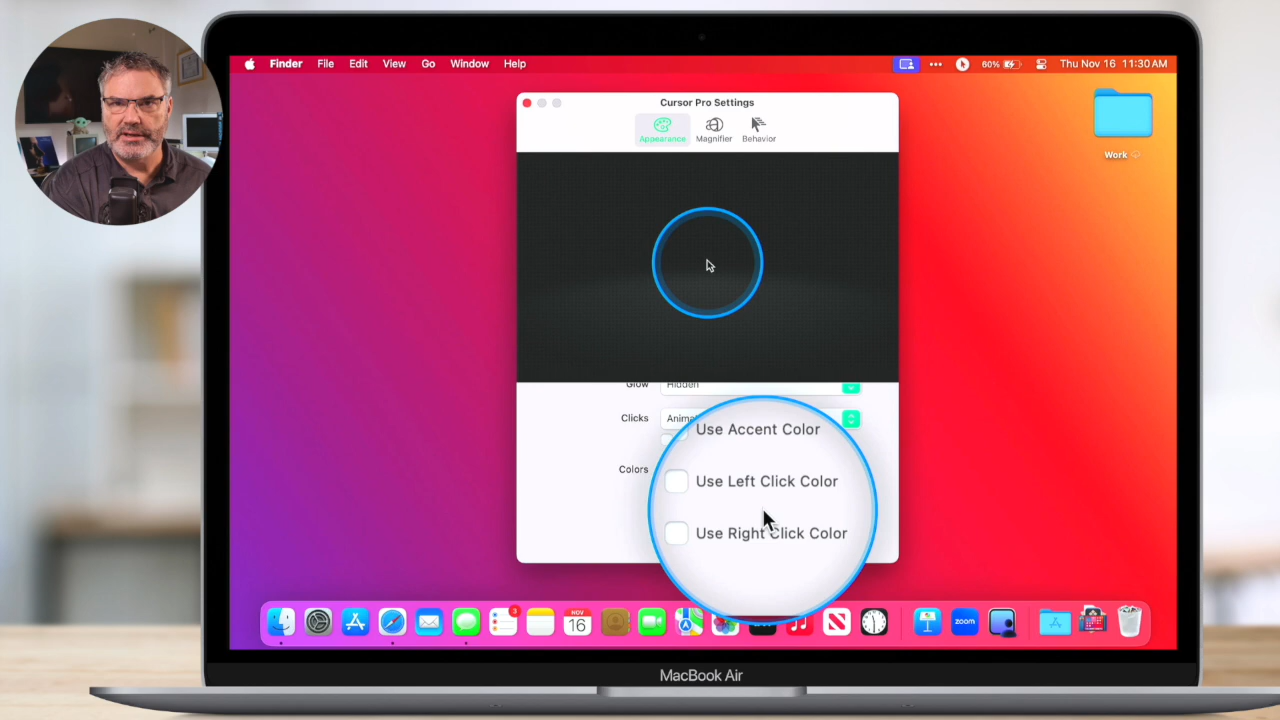 Finder File Edit View Go Window Help
60% Thu Nov 16 11:30 AM
Cursor Pro Settings
Appearance Magnifier Behavior
Work
Glow Hidden
Clicks
Use Accent Color
Colors
Use Left Click Color
Use Right Click Color
3
NOV
16
zoom
MacBook Air